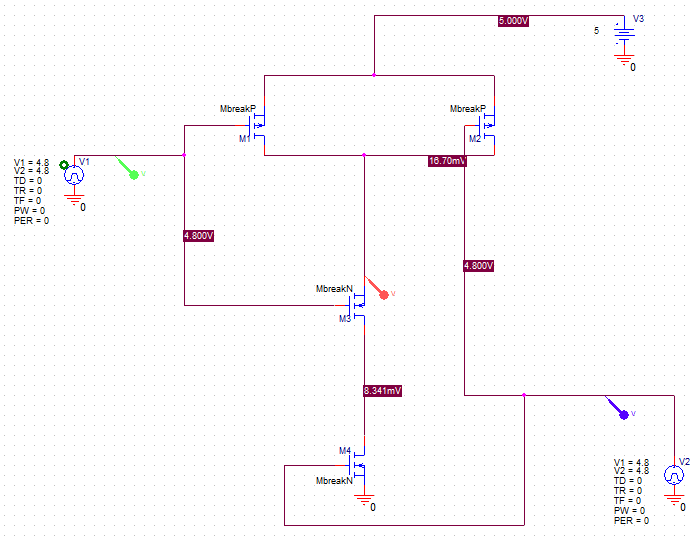 5.000V
V3
5
0
MbreakP
M1
MbreakP
M2
16.70mV
V1
V1 = 4.8
V2 = 4.8
TD = 0
TR = 0
TF = 0
PW = 0
PER = 0
0
V
4.800V
4.800V
MbreakN
M3
V
8.341mV
M4
MbreakN
0
V
V2
V1 = 4.8
V2 = 4.8
TD = 0
TR = 0
TF = 0
PW = 0
PER = 0
0